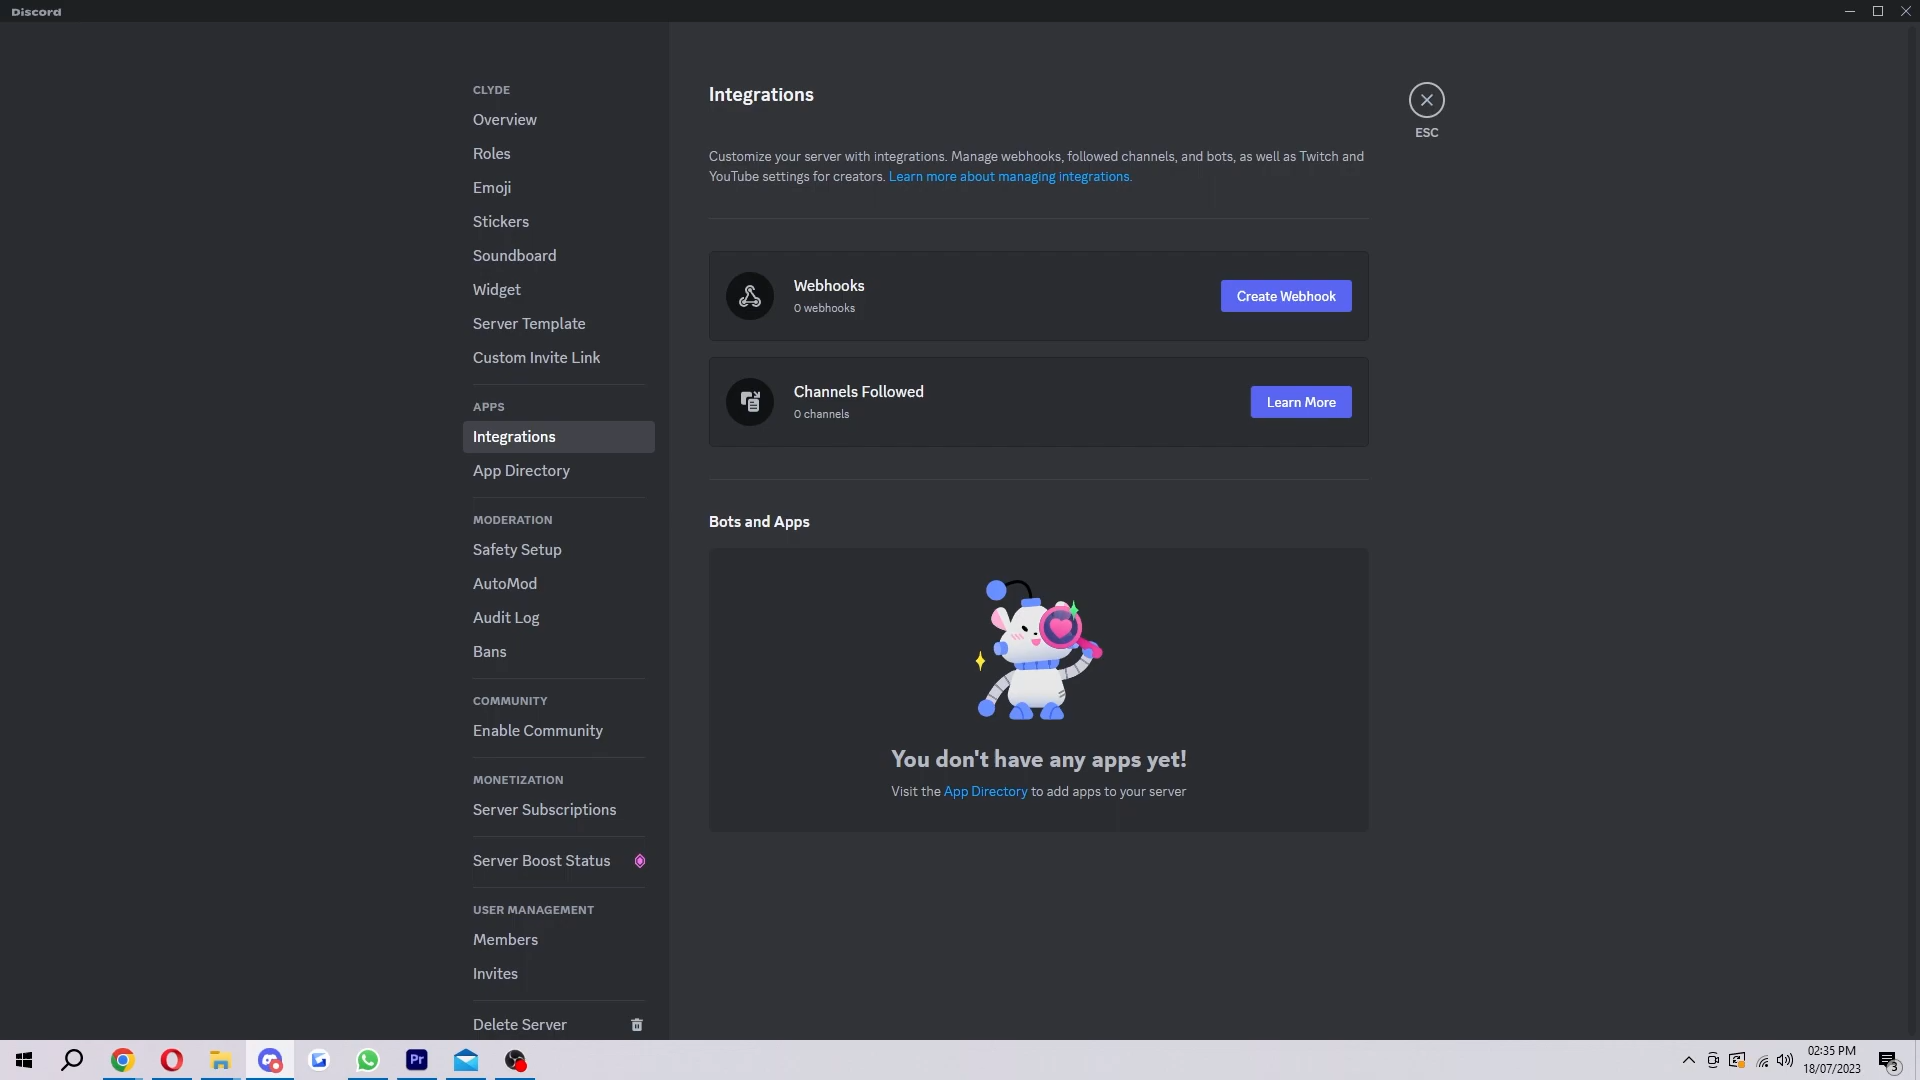 Discord
CLYDE
Overview
Roles
Emoji
Stickers
Soundboard
Widget
Server Template
Custom Invite Link
APPS
Integrations
App Directory
MODERATION
Safety Setup
AutoMod
Audit Log
Bans
COMMUNITY
Enable Community
MONETIZATION
Server Subscriptions
Server Boost Status
USER MANAGEMENT
Members
Invites
Delete Server
Integrations
ESC
Customize your server with integrations. Manage webhooks, followed channels, and bots, as well as Twitch and
YouTube settings for creators. Learn more about managing integrations.
Webhooks
0 webhooks
Create Webhook
Channels Followed
0 channels
Learn More
Bots and Apps
You don't have any apps yet!
Visit the App Directory to add apps to your server
Pr
02:35 PM
18/07/2023
3